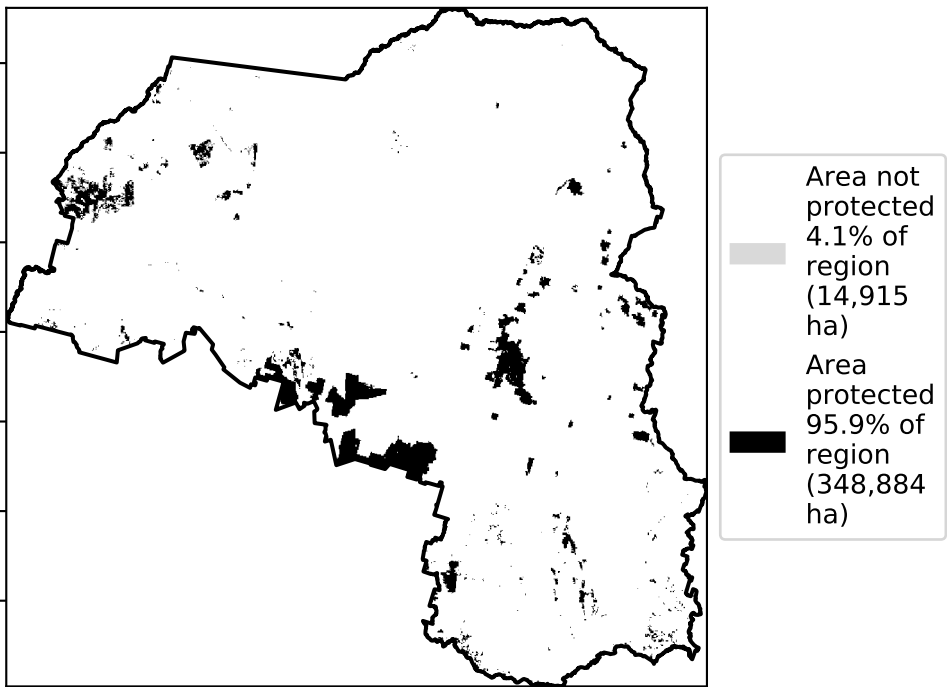 Area not
protected
4.1% of
region
(14,915
ha)
Area
protected
95.9% of
region
(348,884
ha)